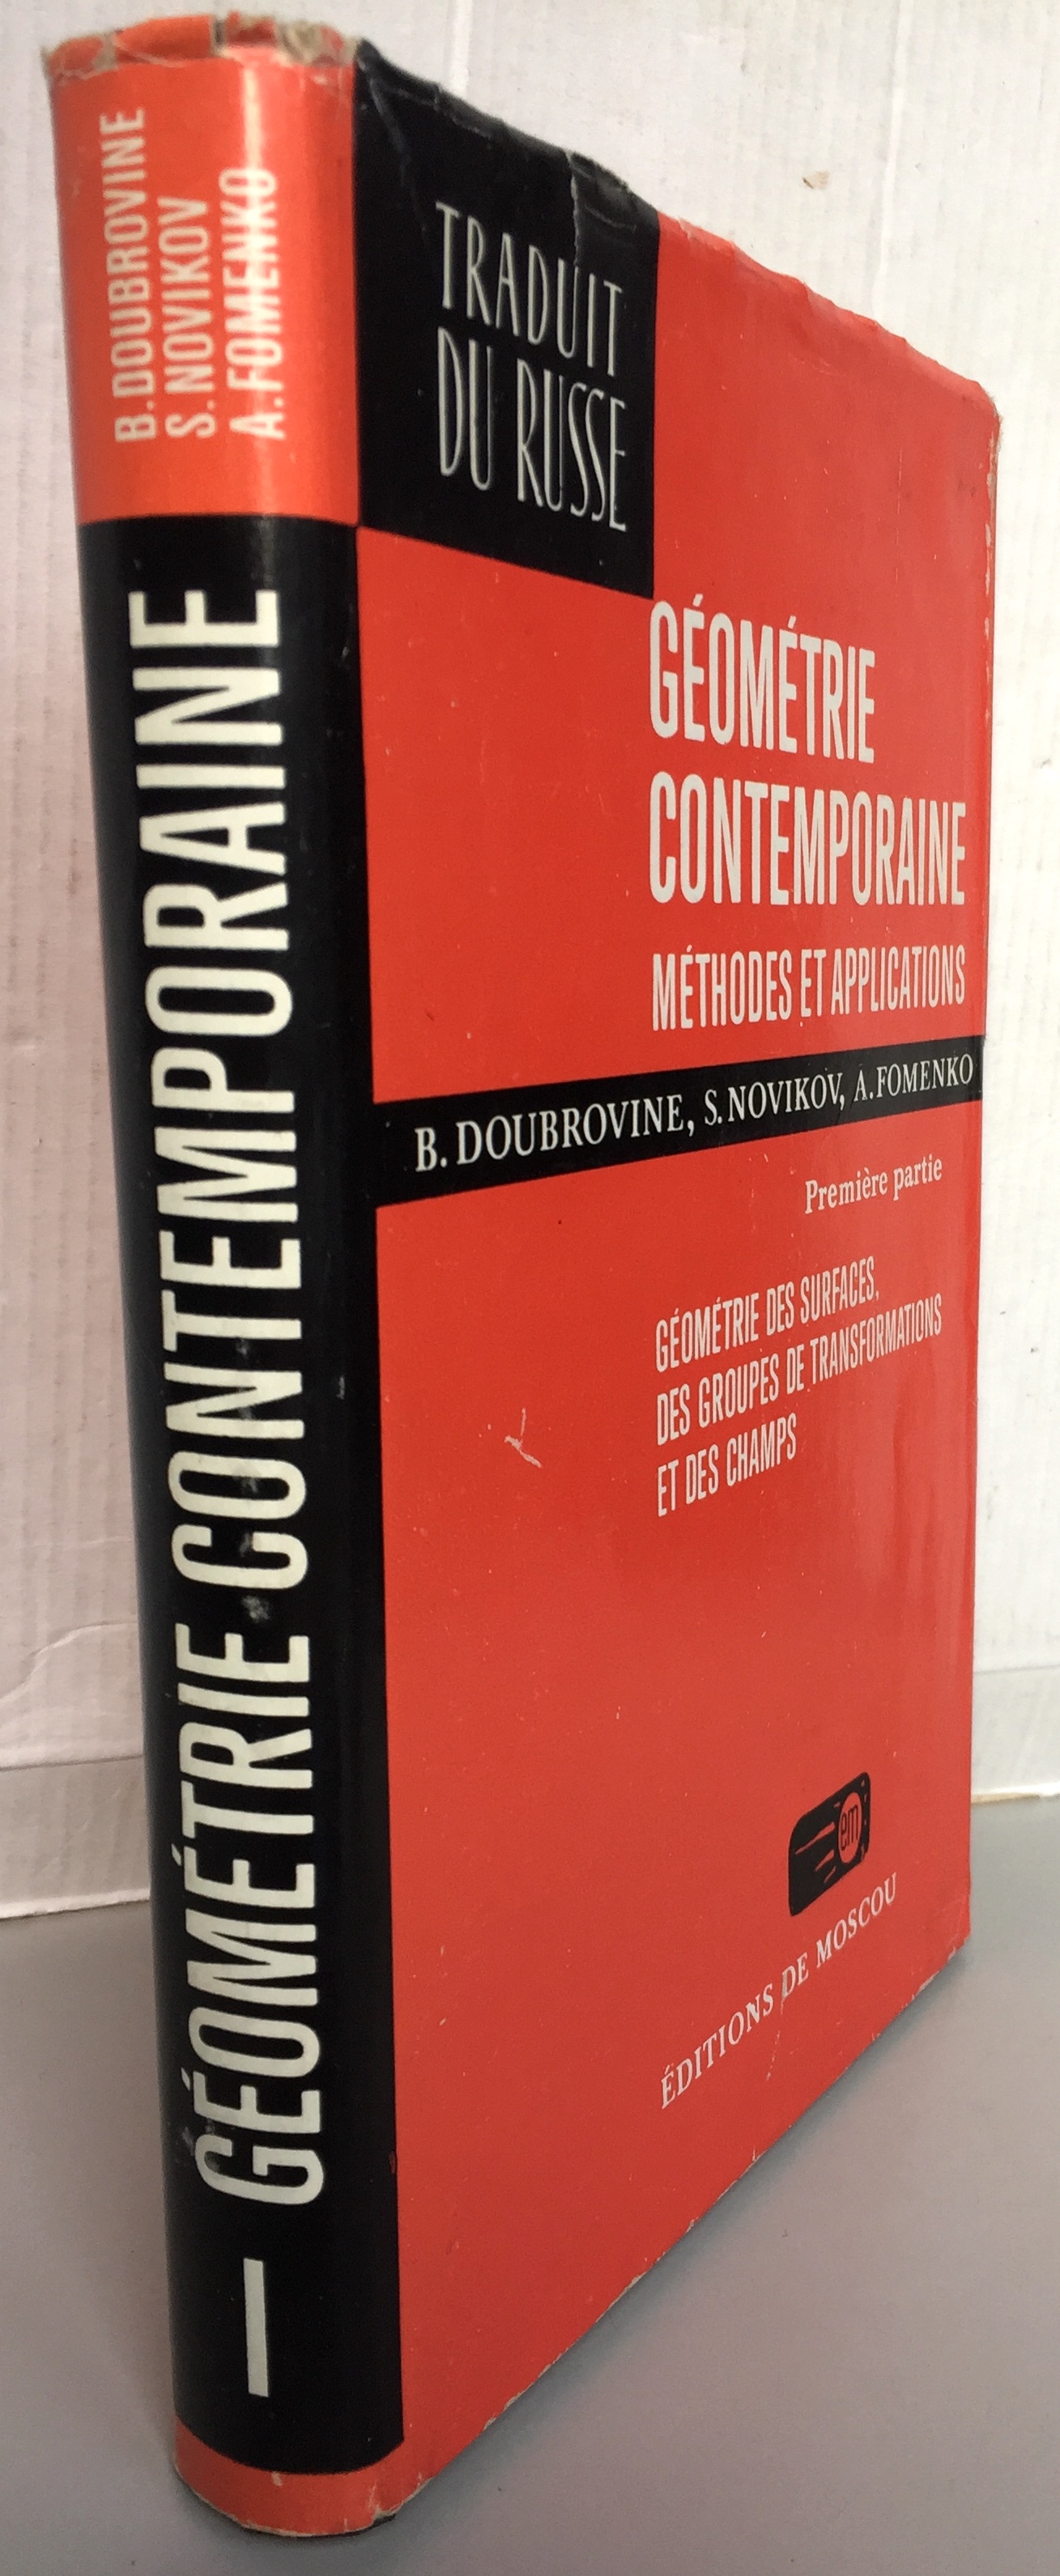 B. DOUBROVINE
S. NOVIKOV
A. FOMENKO
GÉOMÉTRIE CONTEMPORAINE
TRADUIT
DU RUSSE
GÉOMÉTRIE
CONTEMPORAINE
MÉTHODES ET APPLICATIONS
B. DOUBROVINE, S. NOVIKOV, A. FOMENKO
Première partie
GÉOMÉTRIE DES SURFACES,
DES GROUPES DE TRANSFORMATIONS
ET DES CHAMPS
em
ÉDITIONS DE MOSCOU